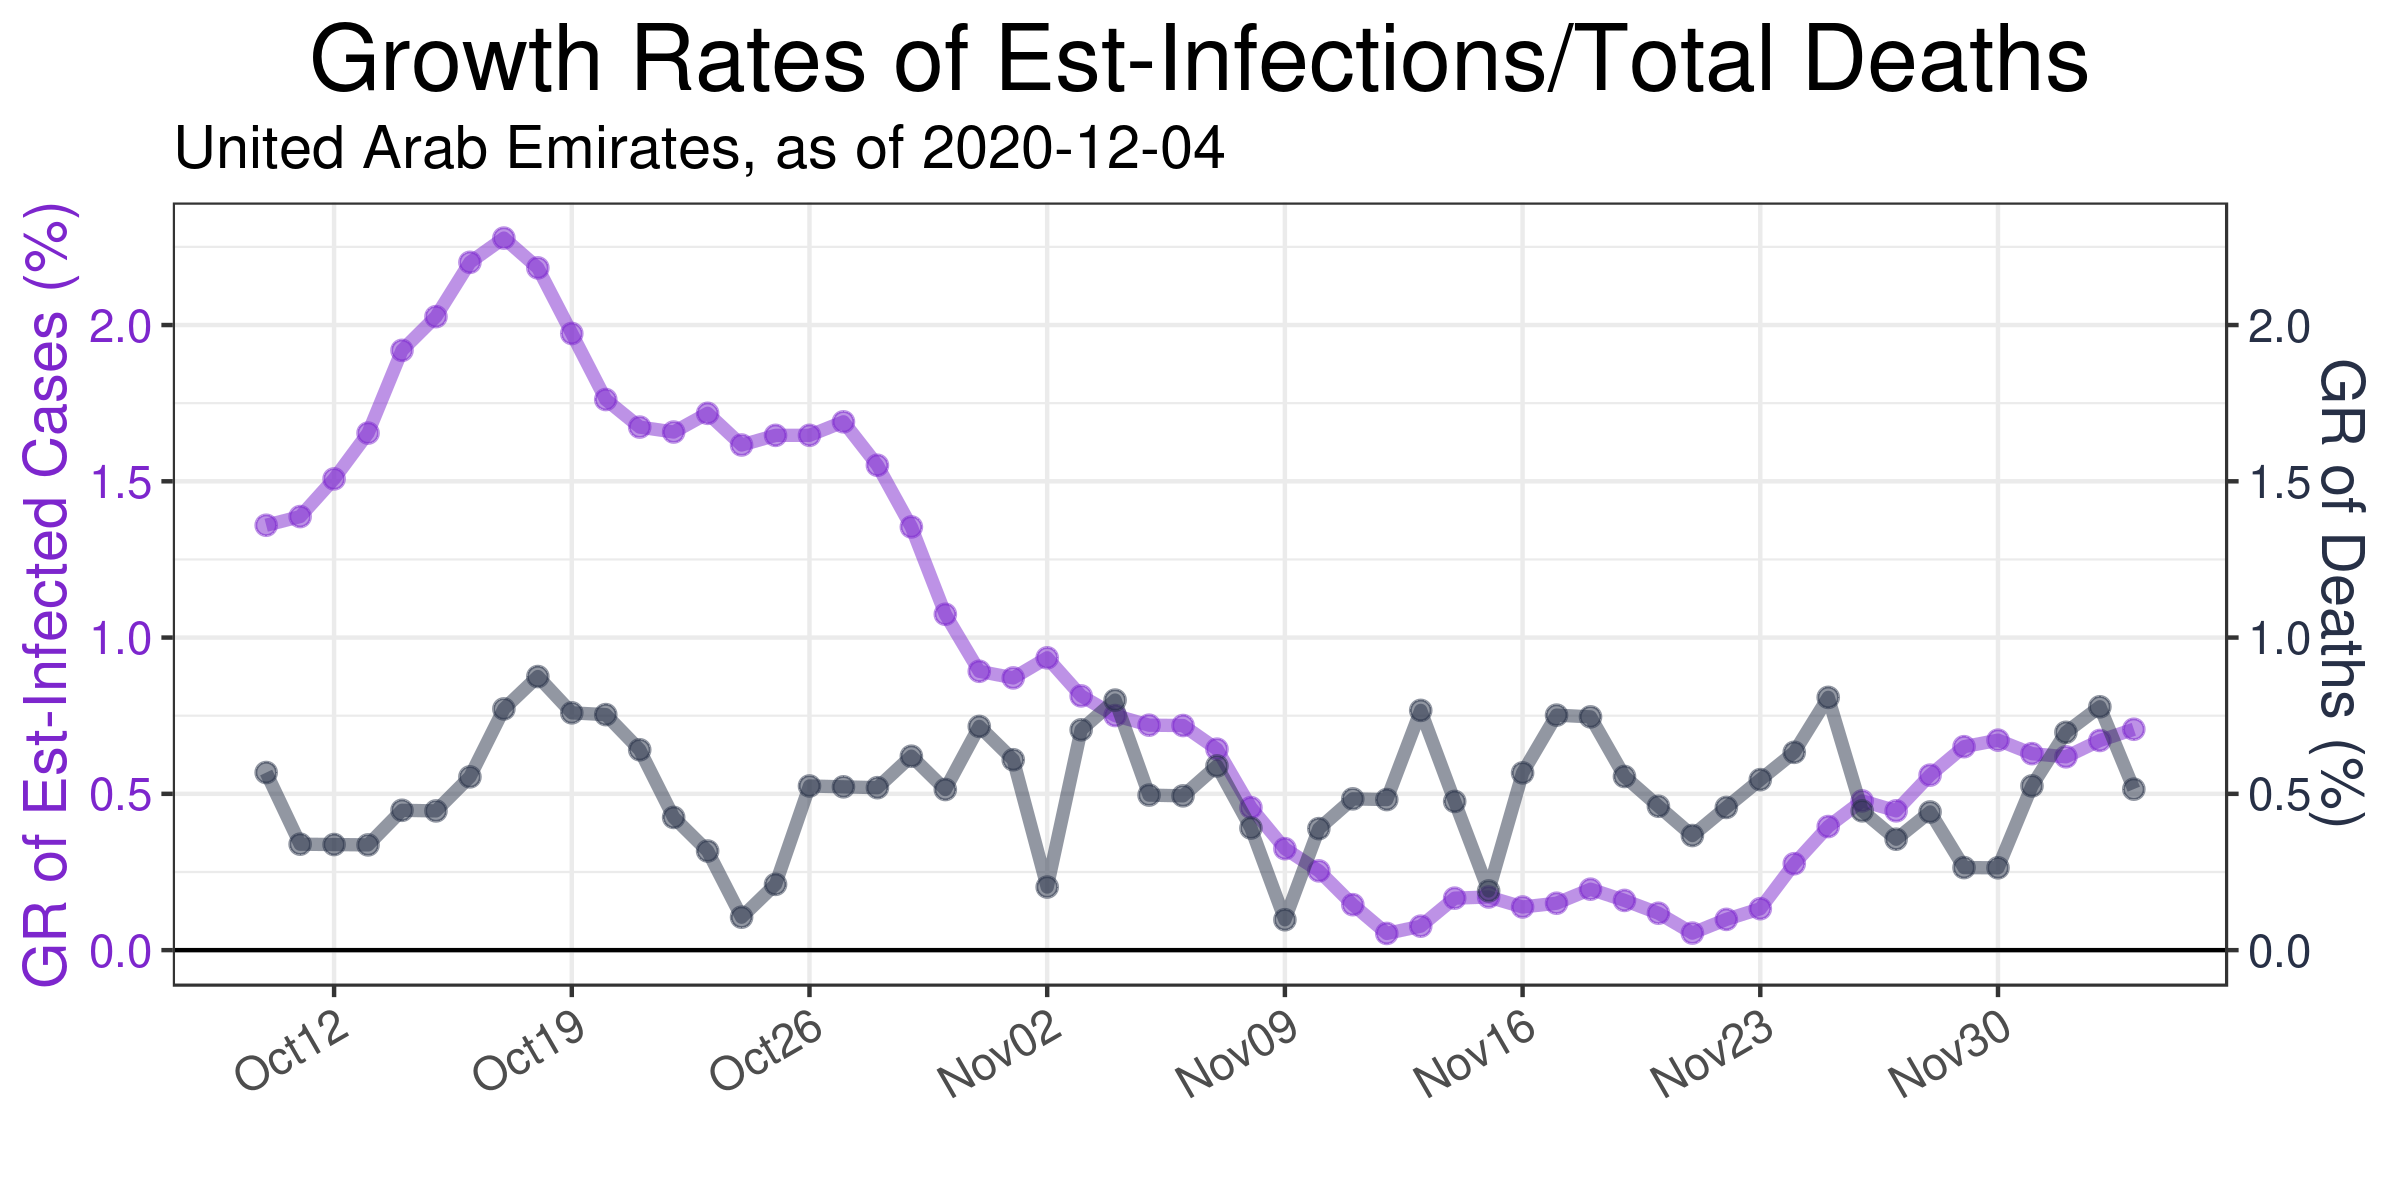 Growth Rates of Est-Infections/Total Deaths
United Arab Emirates, as of 2020-12-04
GR of Est-Infected Cases (%)
2.0
1.5
1.0
0.5
0.0
2.0
1.5
1.0
0.5
0.0
GR of Deaths (%)
Oct12
Oct19
Oct26
Nov02
Nov09
Nov16
Nov23
Nov30